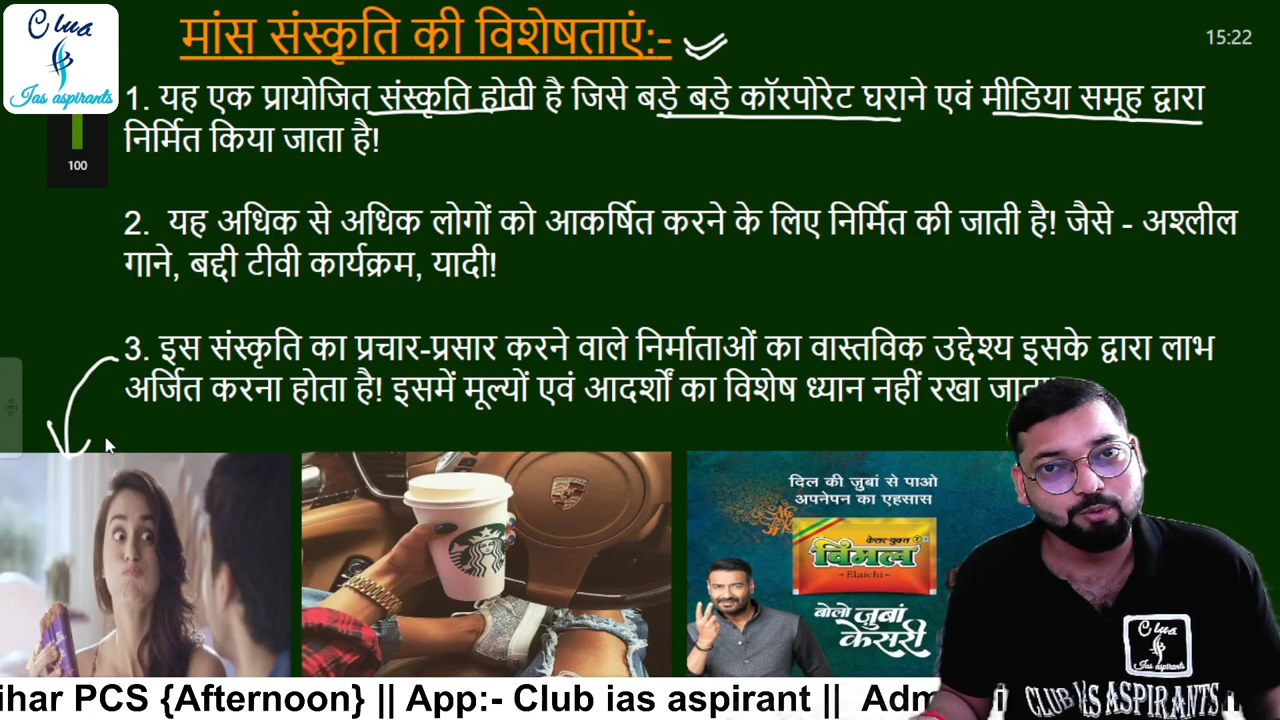 Clua
Ias aspirants
मांस संस्कृति की विशेषताएं:-
15:22
1. यह एक प्रायोजित संस्कृति होती है जिसे बड़े बड़े कॉरपोरेट घराने एवं मीडिया समूह द्वारा
निर्मित किया जाता है!
100
2. यह अधिक से अधिक लोगों को आकर्षित करने के लिए निर्मित की जाती है! जैसे - अश्लील
गाने, बद्दी टीवी कार्यक्रम, यादी!
3. इस संस्कृति का प्रचार-प्रसार करने वाले निर्माताओं का वास्तविक उद्देश्य इसके द्वारा लाभ
अर्जित करना होता है! इसमें मूल्यों एवं आदर्शों का विशेष ध्यान नहीं रखा
दिल की ज़ुबां से पाओ
अपनेपन का एहसास
केसर-युक्त
विमल
-Elaichi-
बोलो ज़ुबां
केसरी
Clua
Ias aspirants
CLUB IAS ASPIRANTS
ihar PCS {Afternoon} || App:- Club ias aspirant ||